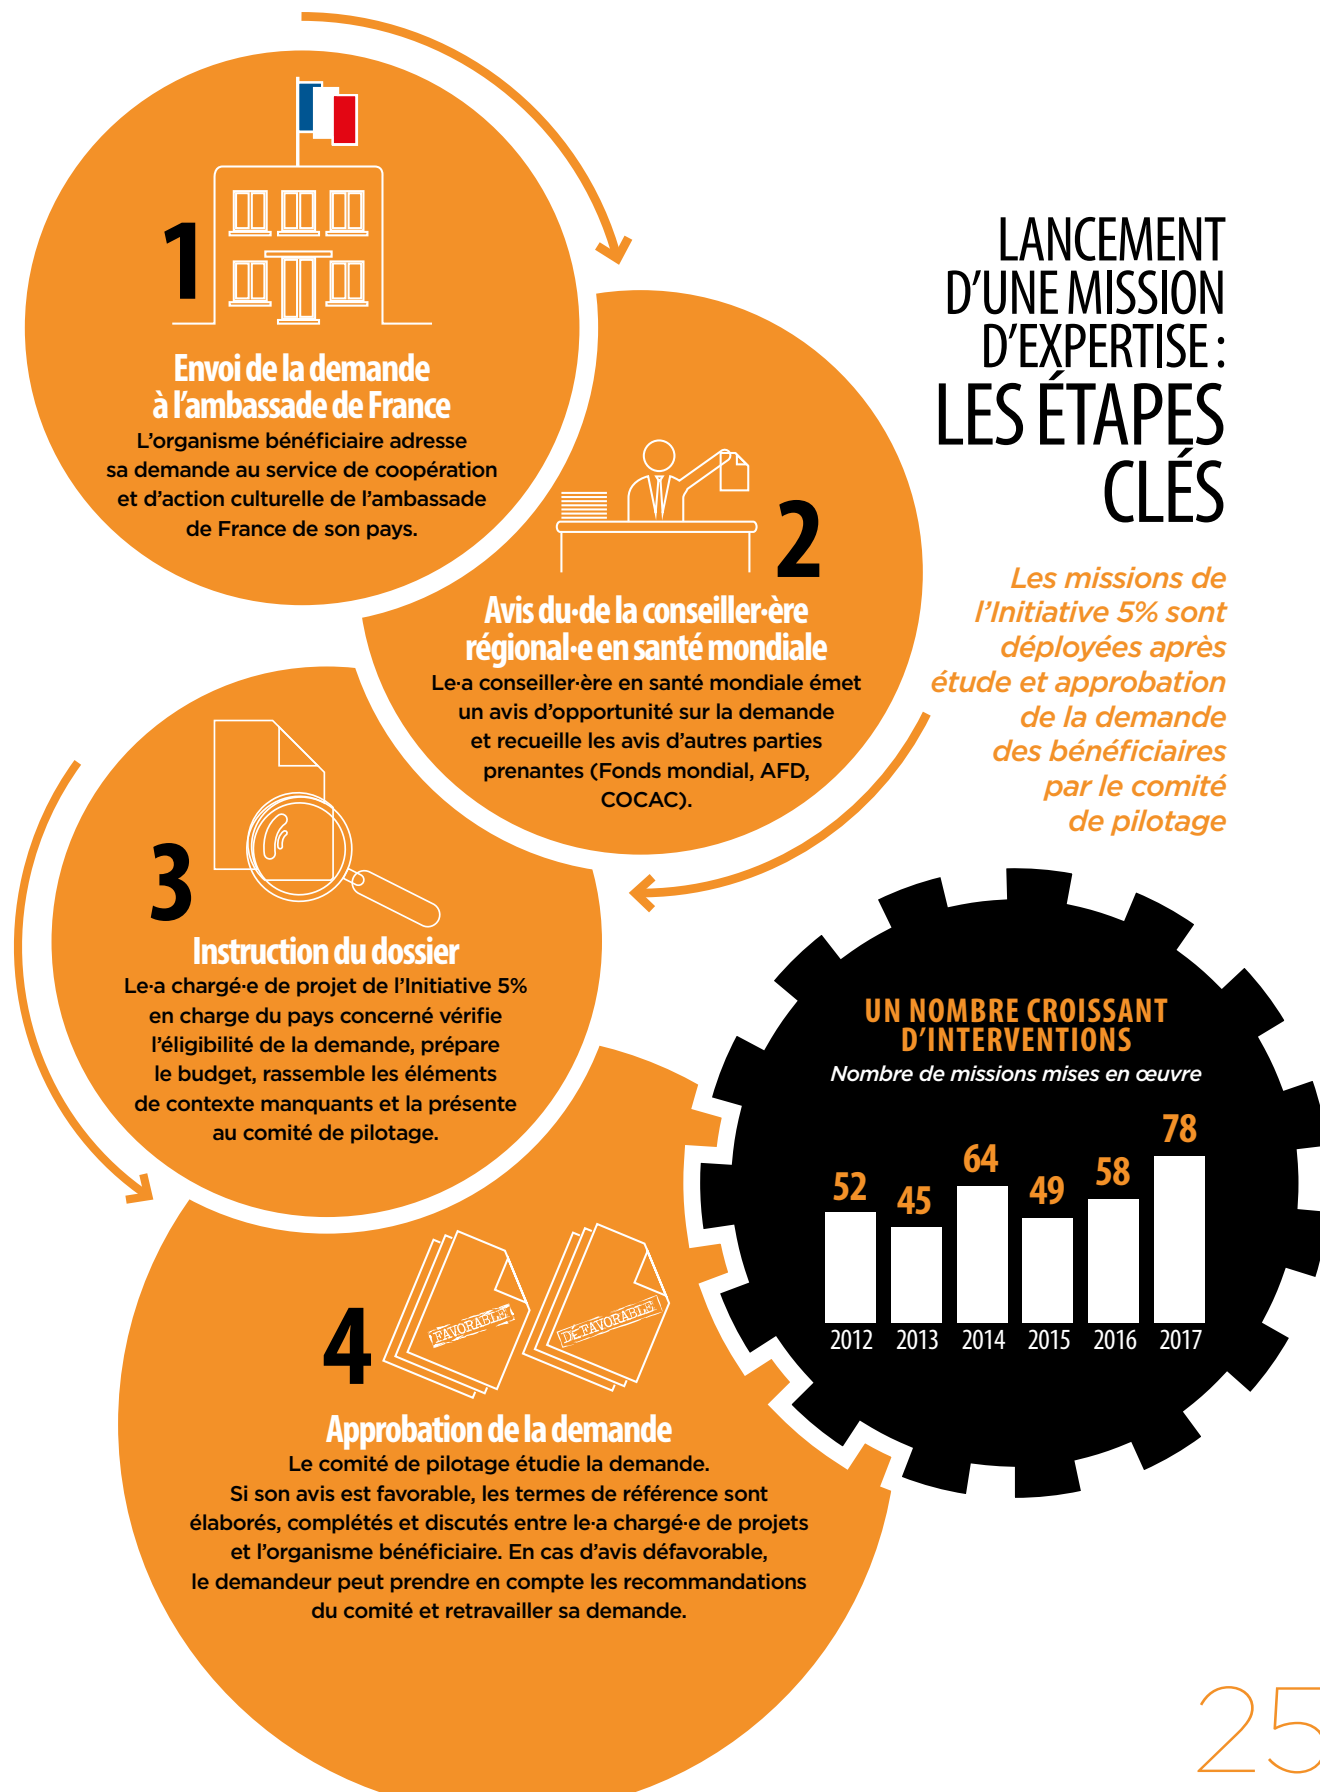 LANCEMENT
D'UNE MISSION
D'EXPERTISE :
LES ÉTAPES
CLÉS
Les missions de
l'Initiative 5% sont
déployées après
étude et approbation
de la demande
des bénéficiaires
par le comité
de pilotage
1
Envoi de la demande
à l'ambassade de France
L'organisme bénéficiaire adresse
sa demande au service de coopération
et d'action culturelle de l'ambassade
de France de son pays.
2
Avis du·de la conseiller·ère
régional·e en santé mondiale
Le·a conseiller·ère en santé mondiale émet
un avis d'opportunité sur la demande
et recueille les avis d'autres parties
prenantes (Fonds mondial, AFD,
COCAC).
3
Instruction du dossier
Le·a chargé·e de projet de l'Initiative 5%
en charge du pays concerné vérifie
l'éligibilité de la demande, prépare
le budget, rassemble les éléments
de contexte manquants et la présente
au comité de pilotage.
4
FAVORABLE
DÉFAVORABLE
Approbation de la demande
Le comité de pilotage étudie la demande.
Si son avis est favorable, les termes de référence sont
élaborés, complétés et discutés entre le·a chargé·e de projets
et l'organisme bénéficiaire. En cas d'avis défavorable,
le demandeur peut prendre en compte les recommandations
du comité et retravailler sa demande.
UN NOMBRE CROISSANT
D'INTERVENTIONS
Nombre de missions mises en œuvre
52 45 64 49 58 78
2012 2013 2014 2015 2016 2017
25